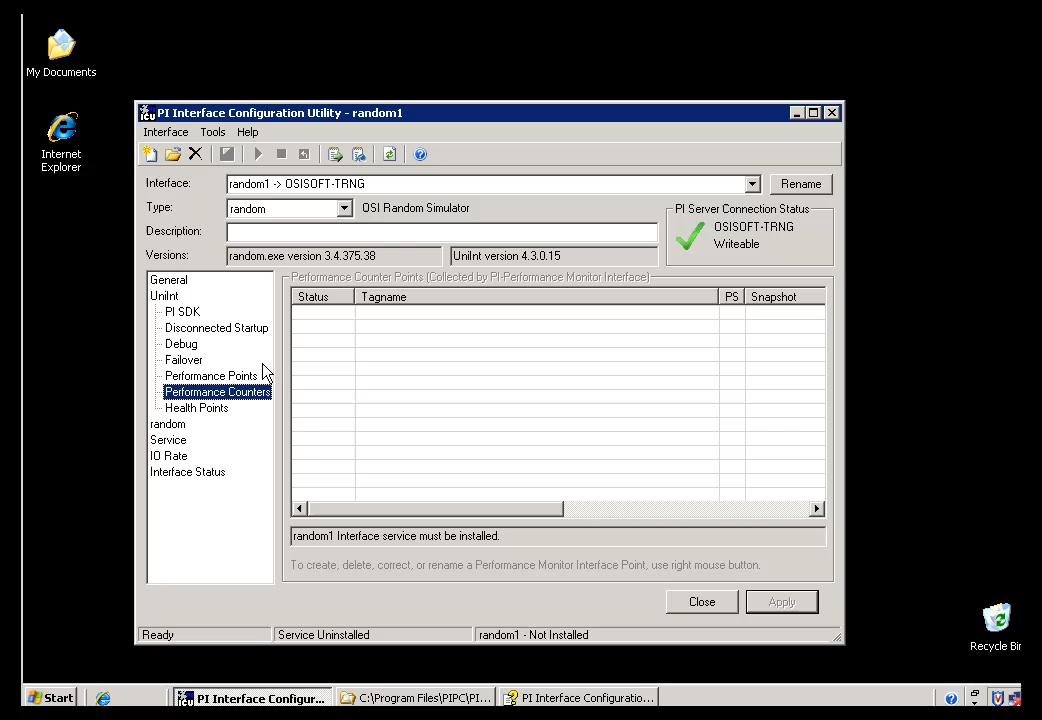 My Documents
Internet
Explorer
ICU PI Interface Configuration Utility - random1
Interface Tools Help
Interface: random1 -> OSISOFT-TRNG Rename
Type: random OSI Random Simulator
PI Server Connection Status
OSISOFT-TRNG
Writeable
Description:
Versions: random.exe version 3.4.375.38 UniInt version 4.3.0.15
General
UniInt
PI SDK
Disconnected Startup
Debug
Failover
Performance Points
Performance Counters
Health Points
random
Service
IO Rate
Interface Status
Performance Counter Points (Collected by PI-Performance Monitor Interface)
Status Tagname PS Snapshot
random1 Interface service must be installed.
To create, delete, correct, or rename a Performance Monitor Interface Point, use right mouse button.
Close Apply
Ready Service Uninstalled random1 - Not Installed
Recycle Bin
Start ICU PI Interface Configur... C:\Program Files\PIPC\PI... PI Interface Configuratio...